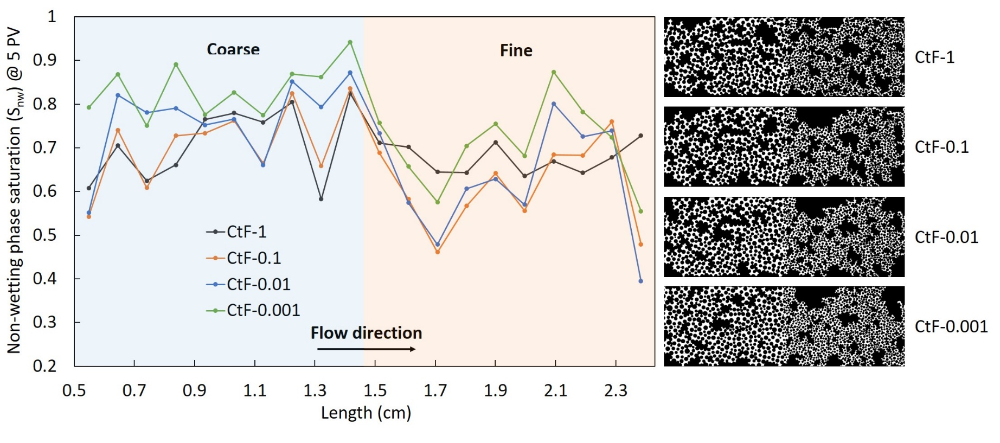 Non-wetting phase saturation (Snw) @ 5 PV
1
0.9
0.8
0.7
0.6
0.5
0.4
0.3
0.2
Coarse
Fine
CtF-1
CtF-0.1
CtF-0.01
CtF-0.001
Flow direction
0.5 0.7 0.9 1.1 1.3 1.5 1.7 1.9 2.1 2.3
Length (cm)
CtF-1
CtF-0.1
CtF-0.01
CtF-0.001